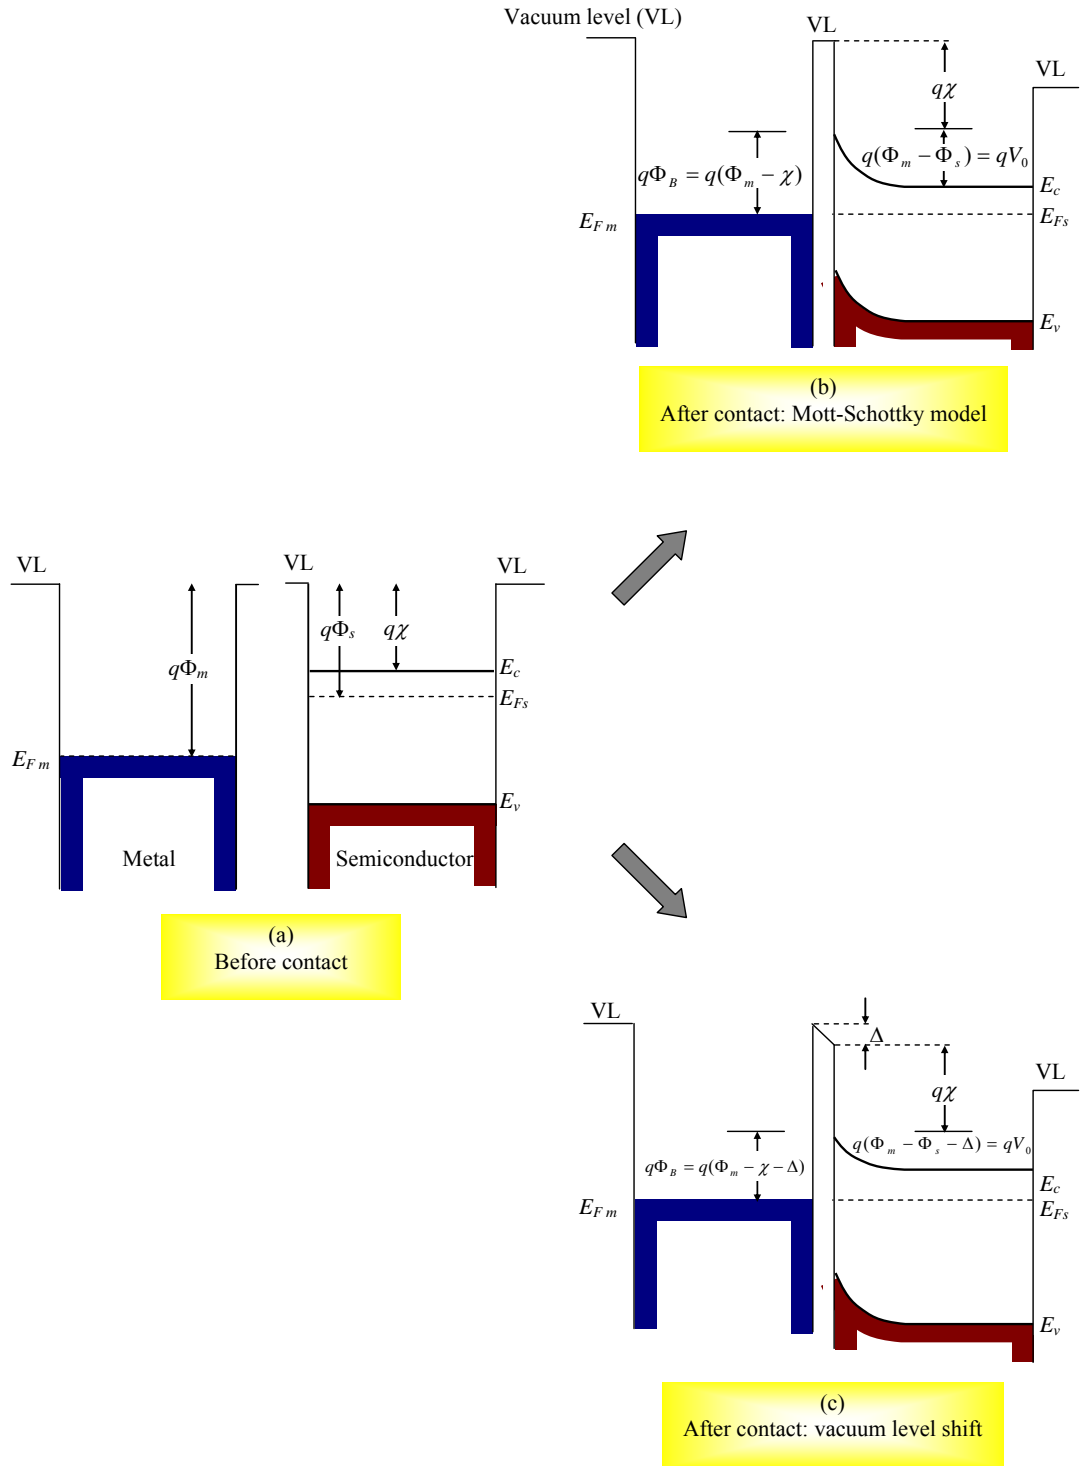 Vacuum level (VL)
VL
VL
qχ
q(Φm − Φs) = qV0
qΦB = q(Φm − χ)
Ec
EFm
EFs
Ev
(b)
After contact: Mott-Schottky model
VL
VL
VL
qΦs
qχ
qΦm
Ec
EFs
EFm
Ev
Metal
Semiconductor
(a)
Before contact
VL
Δ
VL
qχ
q(Φm − Φs − Δ) = qV0
qΦB = q(Φm − χ − Δ)
Ec
EFm
EFs
Ev
(c)
After contact: vacuum level shift